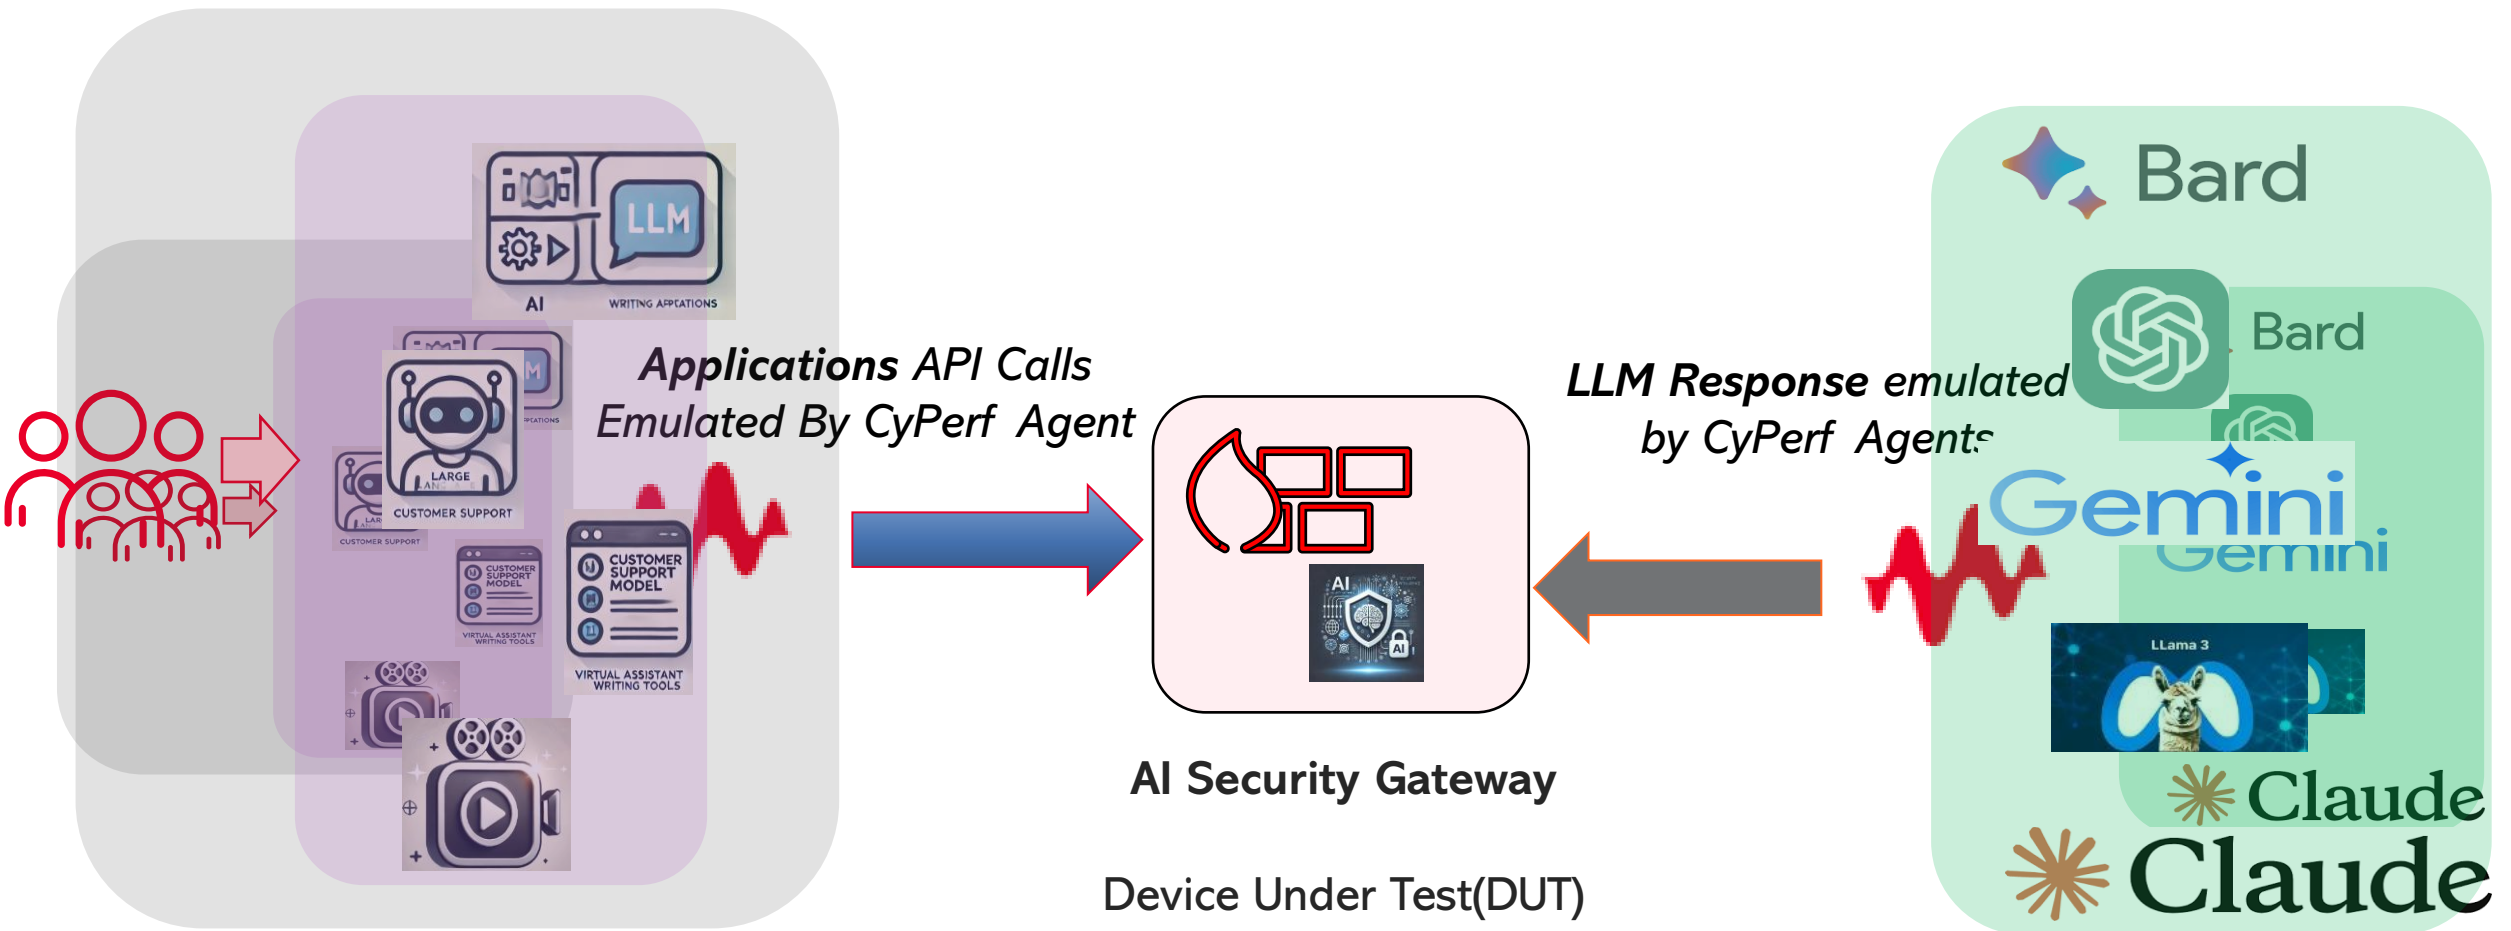 LLM
AI
WRITING APPCATIONS
M
LARGE
CUSTOMER SUPPORT
CUSTOMER SUPPORT
CUSTOMER
SUPPORT
MODEL
VIRTUAL ASSISTANT
WRITING TOOLS
CUSTOMER
SUPPORT
MODEL
VIRTUAL ASSISTANT
WRITING TOOLS
Applications API Calls
Emulated By CyPerf Agent
AI
AI
AI Security Gateway
Device Under Test(DUT)
LLM Response emulated
by CyPerf Agents
Bard
Bard
Gemini
Gemini
LLama 3
Claude
Claude